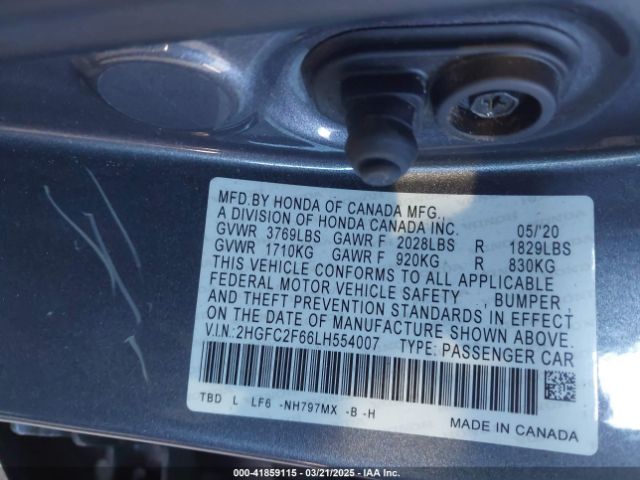 MFD.BY HONDA OF CANADA MFG.,
A DIVISION OF HONDA CANADA INC. 05/'20
GVWR 3769LBS GAWR F 2028LBS R 1829LBS
GVWR 1710KG GAWR F 920KG R 830KG
THIS VEHICLE CONFORMS TO ALL APPLICABLE
FEDERAL MOTOR VEHICLE SAFETY , BUMPER,
AND THEFT PREVENTION STANDARDS IN EFFECT
ON THE DATE OF MANUFACTURE SHOWN ABOVE.
V.I.N:2HGFC2F66LH554007 TYPE: PASSENGER CAR
TBD L LF6 -NH797MX -B -H
MADE IN CANADA
000-41859115 - 03/21/2025 - IAA Inc.